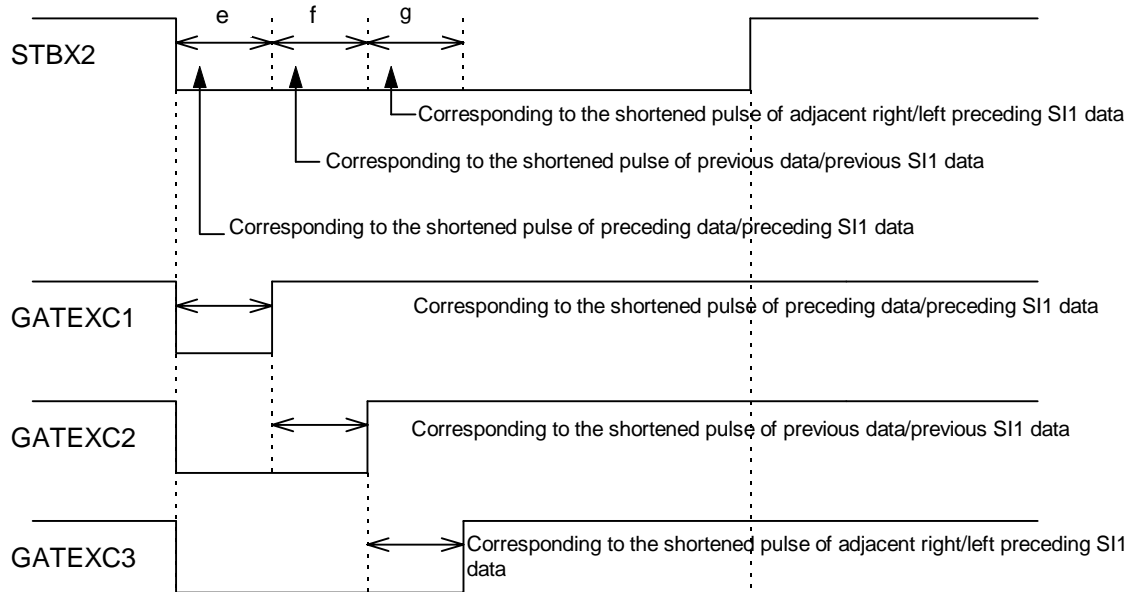 e f g
STBX2
Corresponding to the shortened pulse of adjacent right/left preceding SI1 data
Corresponding to the shortened pulse of previous data/previous SI1 data
Corresponding to the shortened pulse of preceding data/preceding SI1 data
GATEXC1
Corresponding to the shortened pulse of preceding data/preceding SI1 data
GATEXC2
Corresponding to the shortened pulse of previous data/previous SI1 data
GATEXC3
Corresponding to the shortened pulse of adjacent right/left preceding SI1
data